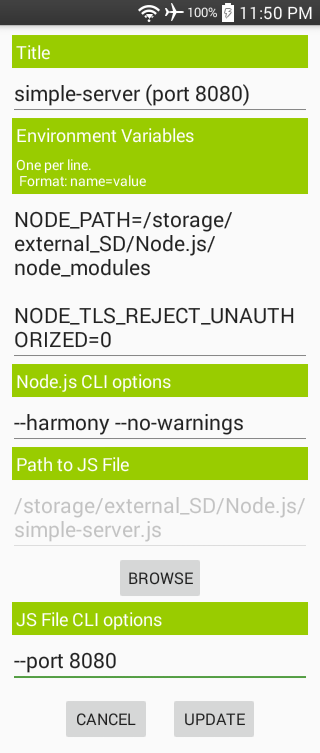 100% 11:50 PM
Title
simple-server (port 8080)
Environment Variables
One per line.
Format: name=value
NODE_PATH=/storage/
external_SD/Node.js/
node_modules
NODE_TLS_REJECT_UNAUTH
ORIZED=0
Node.js CLI options
--harmony --no-warnings
Path to JS File
/storage/external_SD/Node.js/
simple-server.js
BROWSE
JS File CLI options
--port 8080
CANCEL UPDATE